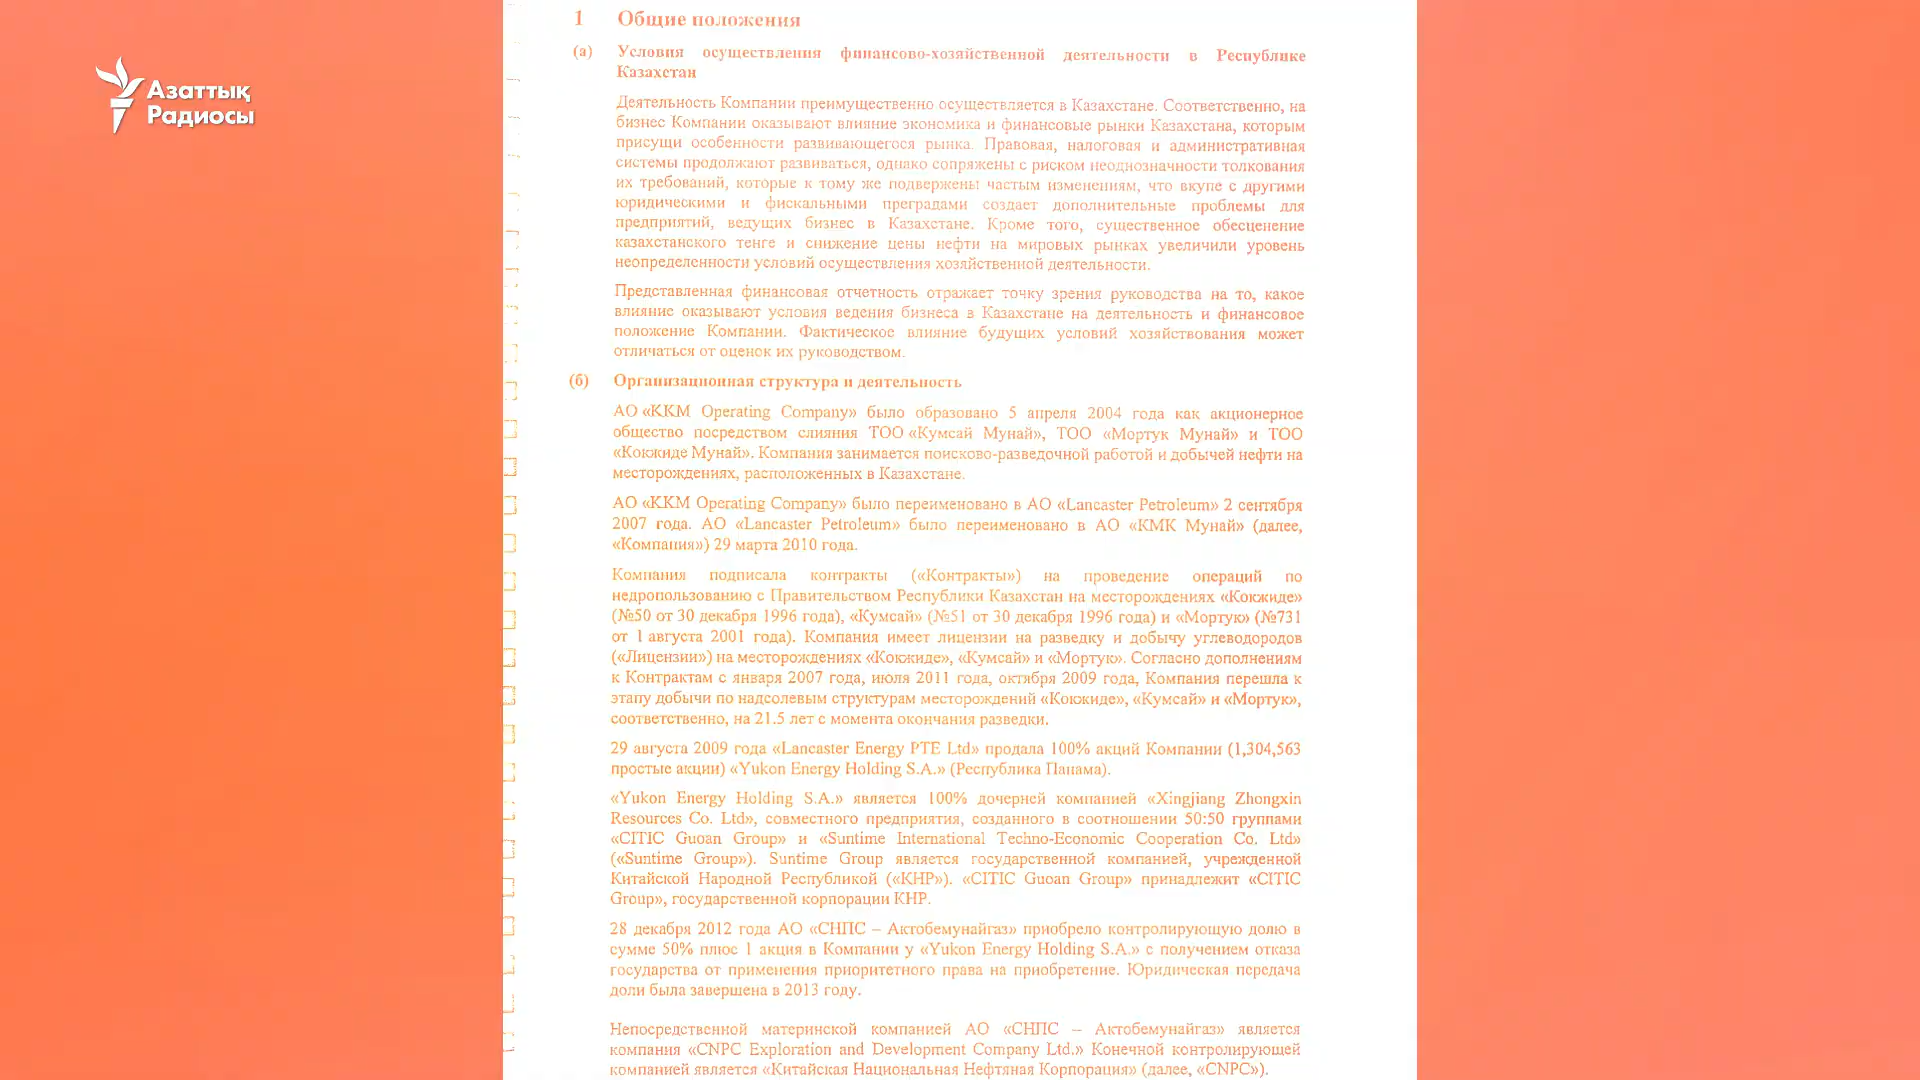 Азаттық
Радиосы
1 Общие положения
(а) Условия осуществления финансово-хозяйственной деятельности в Республике
Казахстан
Деятельность Компании преимущественно осуществляется в Казахстане. Соответственно, на
бизнес Компании оказывают влияние экономика и финансовые рынки Казахстана, которым
присущи особенности развивающегося рынка. Правовая, налоговая и административная
системы продолжают развиваться, однако сопряжены с риском неоднозначности толкования
их требований, которые к тому же подвержены частым изменениям, что вкупе с другими
юридическими и фискальными преградами создает дополнительные проблемы для
предприятий, ведущих бизнес в Казахстане. Кроме того, существенное обесценение
казахстанского тенге и снижение цены нефти на мировых рынках увеличили уровень
неопределенности условий осуществления хозяйственной деятельности.
Представленная финансовая отчетность отражает точку зрения руководства на то, какое
влияние оказывают условия ведения бизнеса в Казахстане на деятельность и финансовое
положение Компании. Фактическое влияние будущих условий хозяйствования может
отличаться от оценок их руководством.
(б) Организационная структура и деятельность
АО «ККМ Operating Company» было образовано 5 апреля 2004 года как акционерное
общество посредством слияния ТОО «Кумсай Мунай», ТОО «Мортук Мунай» и ТОО
«Кокжиде Мунай». Компания занимается поисково-разведочной работой и добычей нефти на
месторождениях, расположенных в Казахстане.
АО «ККМ Operating Company» было переименовано в АО «Lancaster Petroleum» 2 сентября
2007 года. АО «Lancaster Petroleum» было переименовано в АО «КМК Мунай» (далее,
«Компания») 29 марта 2010 года.
Компания подписала контракты («Контракты») на проведение операций по
недропользованию с Правительством Республики Казахстан на месторождениях «Кокжиде»
(№50 от 30 декабря 1996 года), «Кумсай» (№51 от 30 декабря 1996 года) и «Мортук» (№731
от 1 августа 2001 года). Компания имеет лицензии на разведку и добычу углеводородов
(«Лицензии») на месторождениях «Кокжиде», «Кумсай» и «Мортук». Согласно дополнениям
к Контрактам с января 2007 года, июля 2011 года, октября 2009 года, Компания перешла к
этапу добычи по надсолевым структурам месторождений «Кокжиде», «Кумсай» и «Мортук»,
соответственно, на 21.5 лет с момента окончания разведки.
29 августа 2009 года «Lancaster Energy PTE Ltd» продала 100% акций Компании (1,304,563
простые акции) «Yukon Energy Holding S.A.» (Республика Панама).
«Yukon Energy Holding S.A.» является 100% дочерней компанией «Xingjiang Zhongxin
Resources Co. Ltd», совместного предприятия, созданного в соотношении 50:50 группами
«CITIC Guoan Group» и «Suntime International Techno-Economic Cooperation Co. Ltd»
(«Suntime Group»). Suntime Group является государственной компанией, учрежденной
Китайской Народной Республикой («КНР»). «CITIC Guoan Group» принадлежит «CITIC
Group», государственной корпорации КНР.
28 декабря 2012 года АО «СНПС – Актобемунайгаз» приобрело контролирующую долю в
сумме 50% плюс 1 акция в Компании у «Yukon Energy Holding S.A.» с получением отказа
государства от применения приоритетного права на приобретение. Юридическая передача
доли была завершена в 2013 году.
Непосредственной материнской компанией АО «СНПС – Актобемунайгаз» является
компания «CNPC Exploration and Development Company Ltd.» Конечной контролирующей
компанией является «Китайская Национальная Нефтяная Корпорация» (далее, «CNPC»).